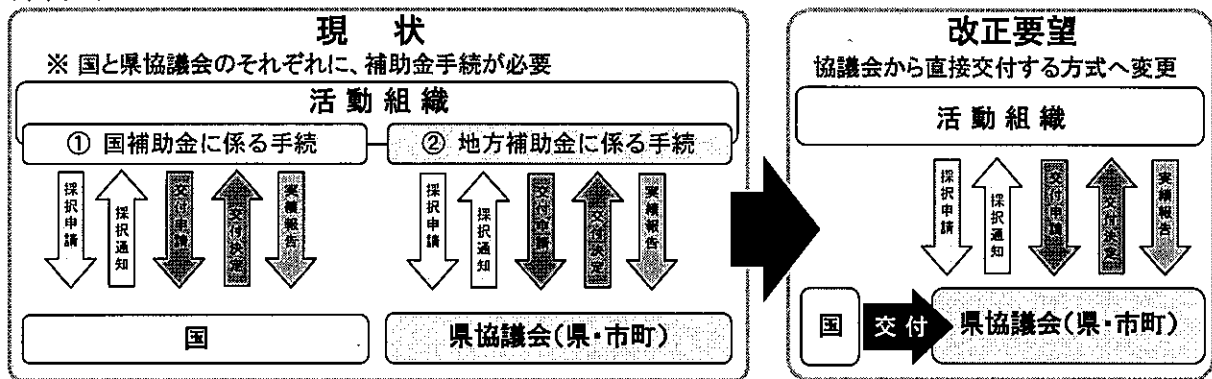 現　状
※ 国と県協議会のそれぞれに、補助金手続が必要
活動組織
① 国補助金に係る手続
② 地方補助金に係る手続
採択申請
採択通知
交付申請
交付決定
実績報告
採択申請
採択通知
交付申請
交付決定
実績報告
国
県協議会(県・市町)
改正要望
協議会から直接交付する方式へ変更
活動組織
採択申請
採択通知
交付申請
交付決定
実績報告
国
交付
県協議会(県・市町)